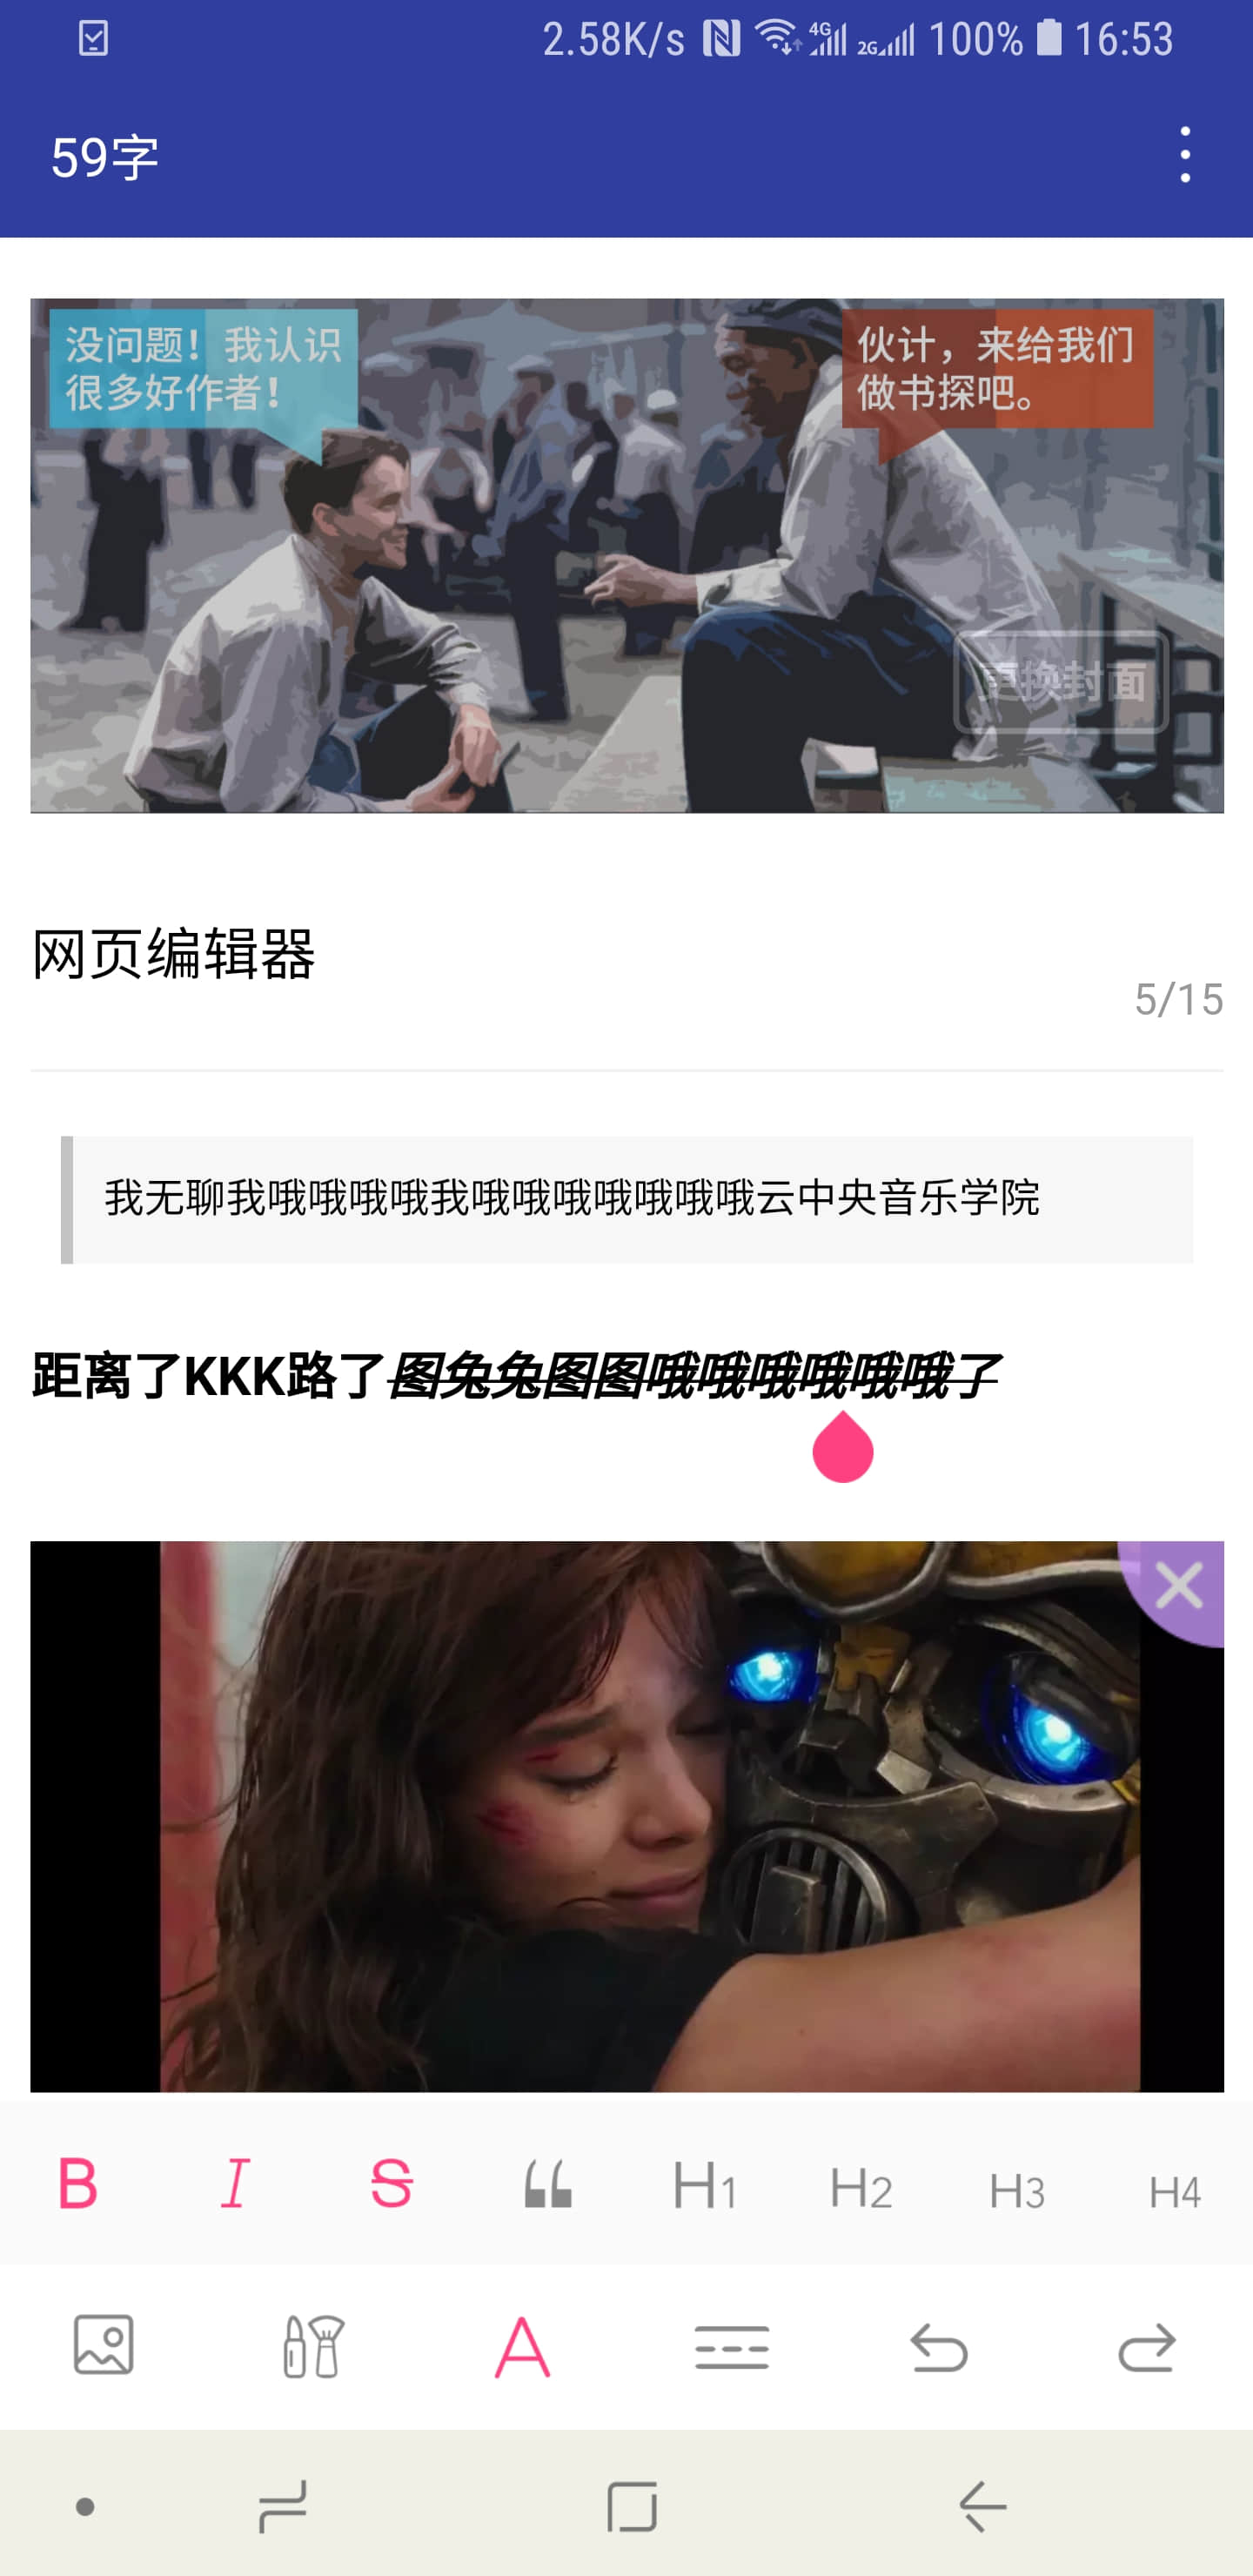 2.58K/s 4G 2G 100% 16:53
59字
没问题！我认识
很多好作者！
伙计，来给我们
做书探吧。
更换封面
网页编辑器
5/15
我无聊我哦哦哦哦我哦哦哦哦哦哦哦云中央音乐学院
距离了KKK路了图兔兔图图哦哦哦哦哦哦了
B I S “ H1 H2 H3 H4
A